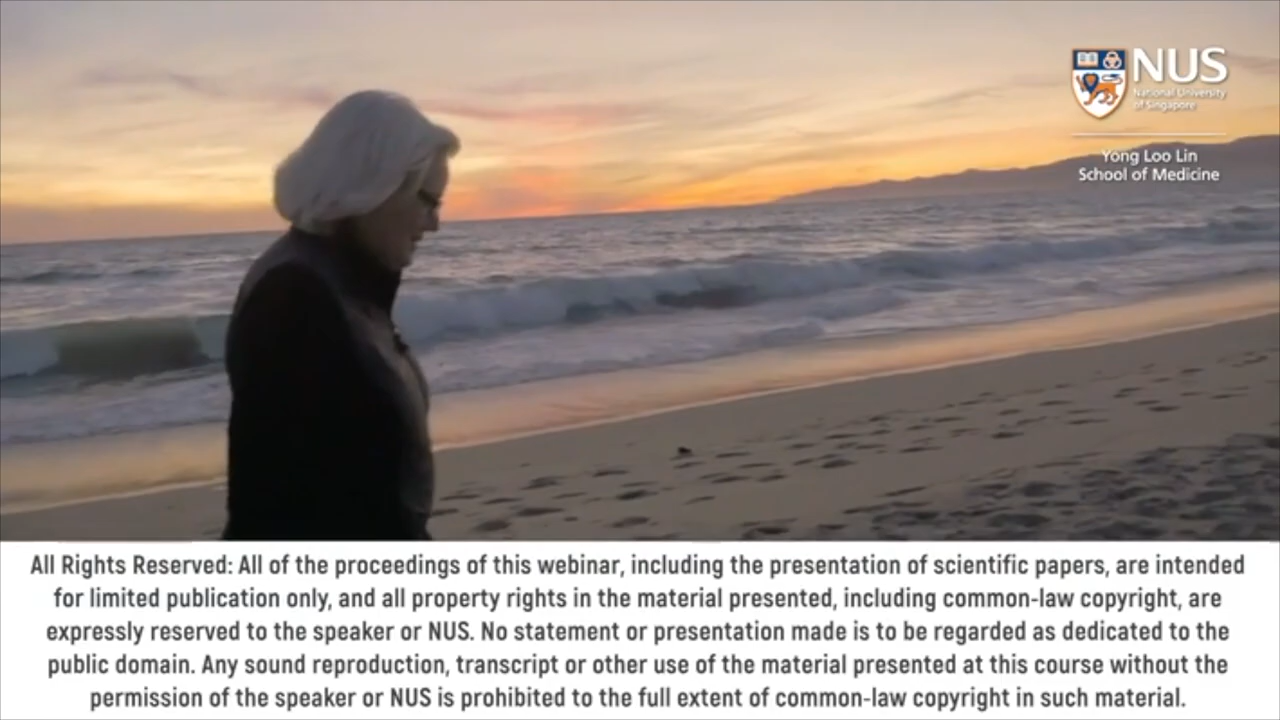 NUS
National University
of Singapore
Yong Loo Lin
School of Medicine
All Rights Reserved: All of the proceedings of this webinar, including the presentation of scientific papers, are intended
for limited publication only, and all property rights in the material presented, including common-law copyright, are
expressly reserved to the speaker or NUS. No statement or presentation made is to be regarded as dedicated to the
public domain. Any sound reproduction, transcript or other use of the material presented at this course without the
permission of the speaker or NUS is prohibited to the full extent of common-law copyright in such material.